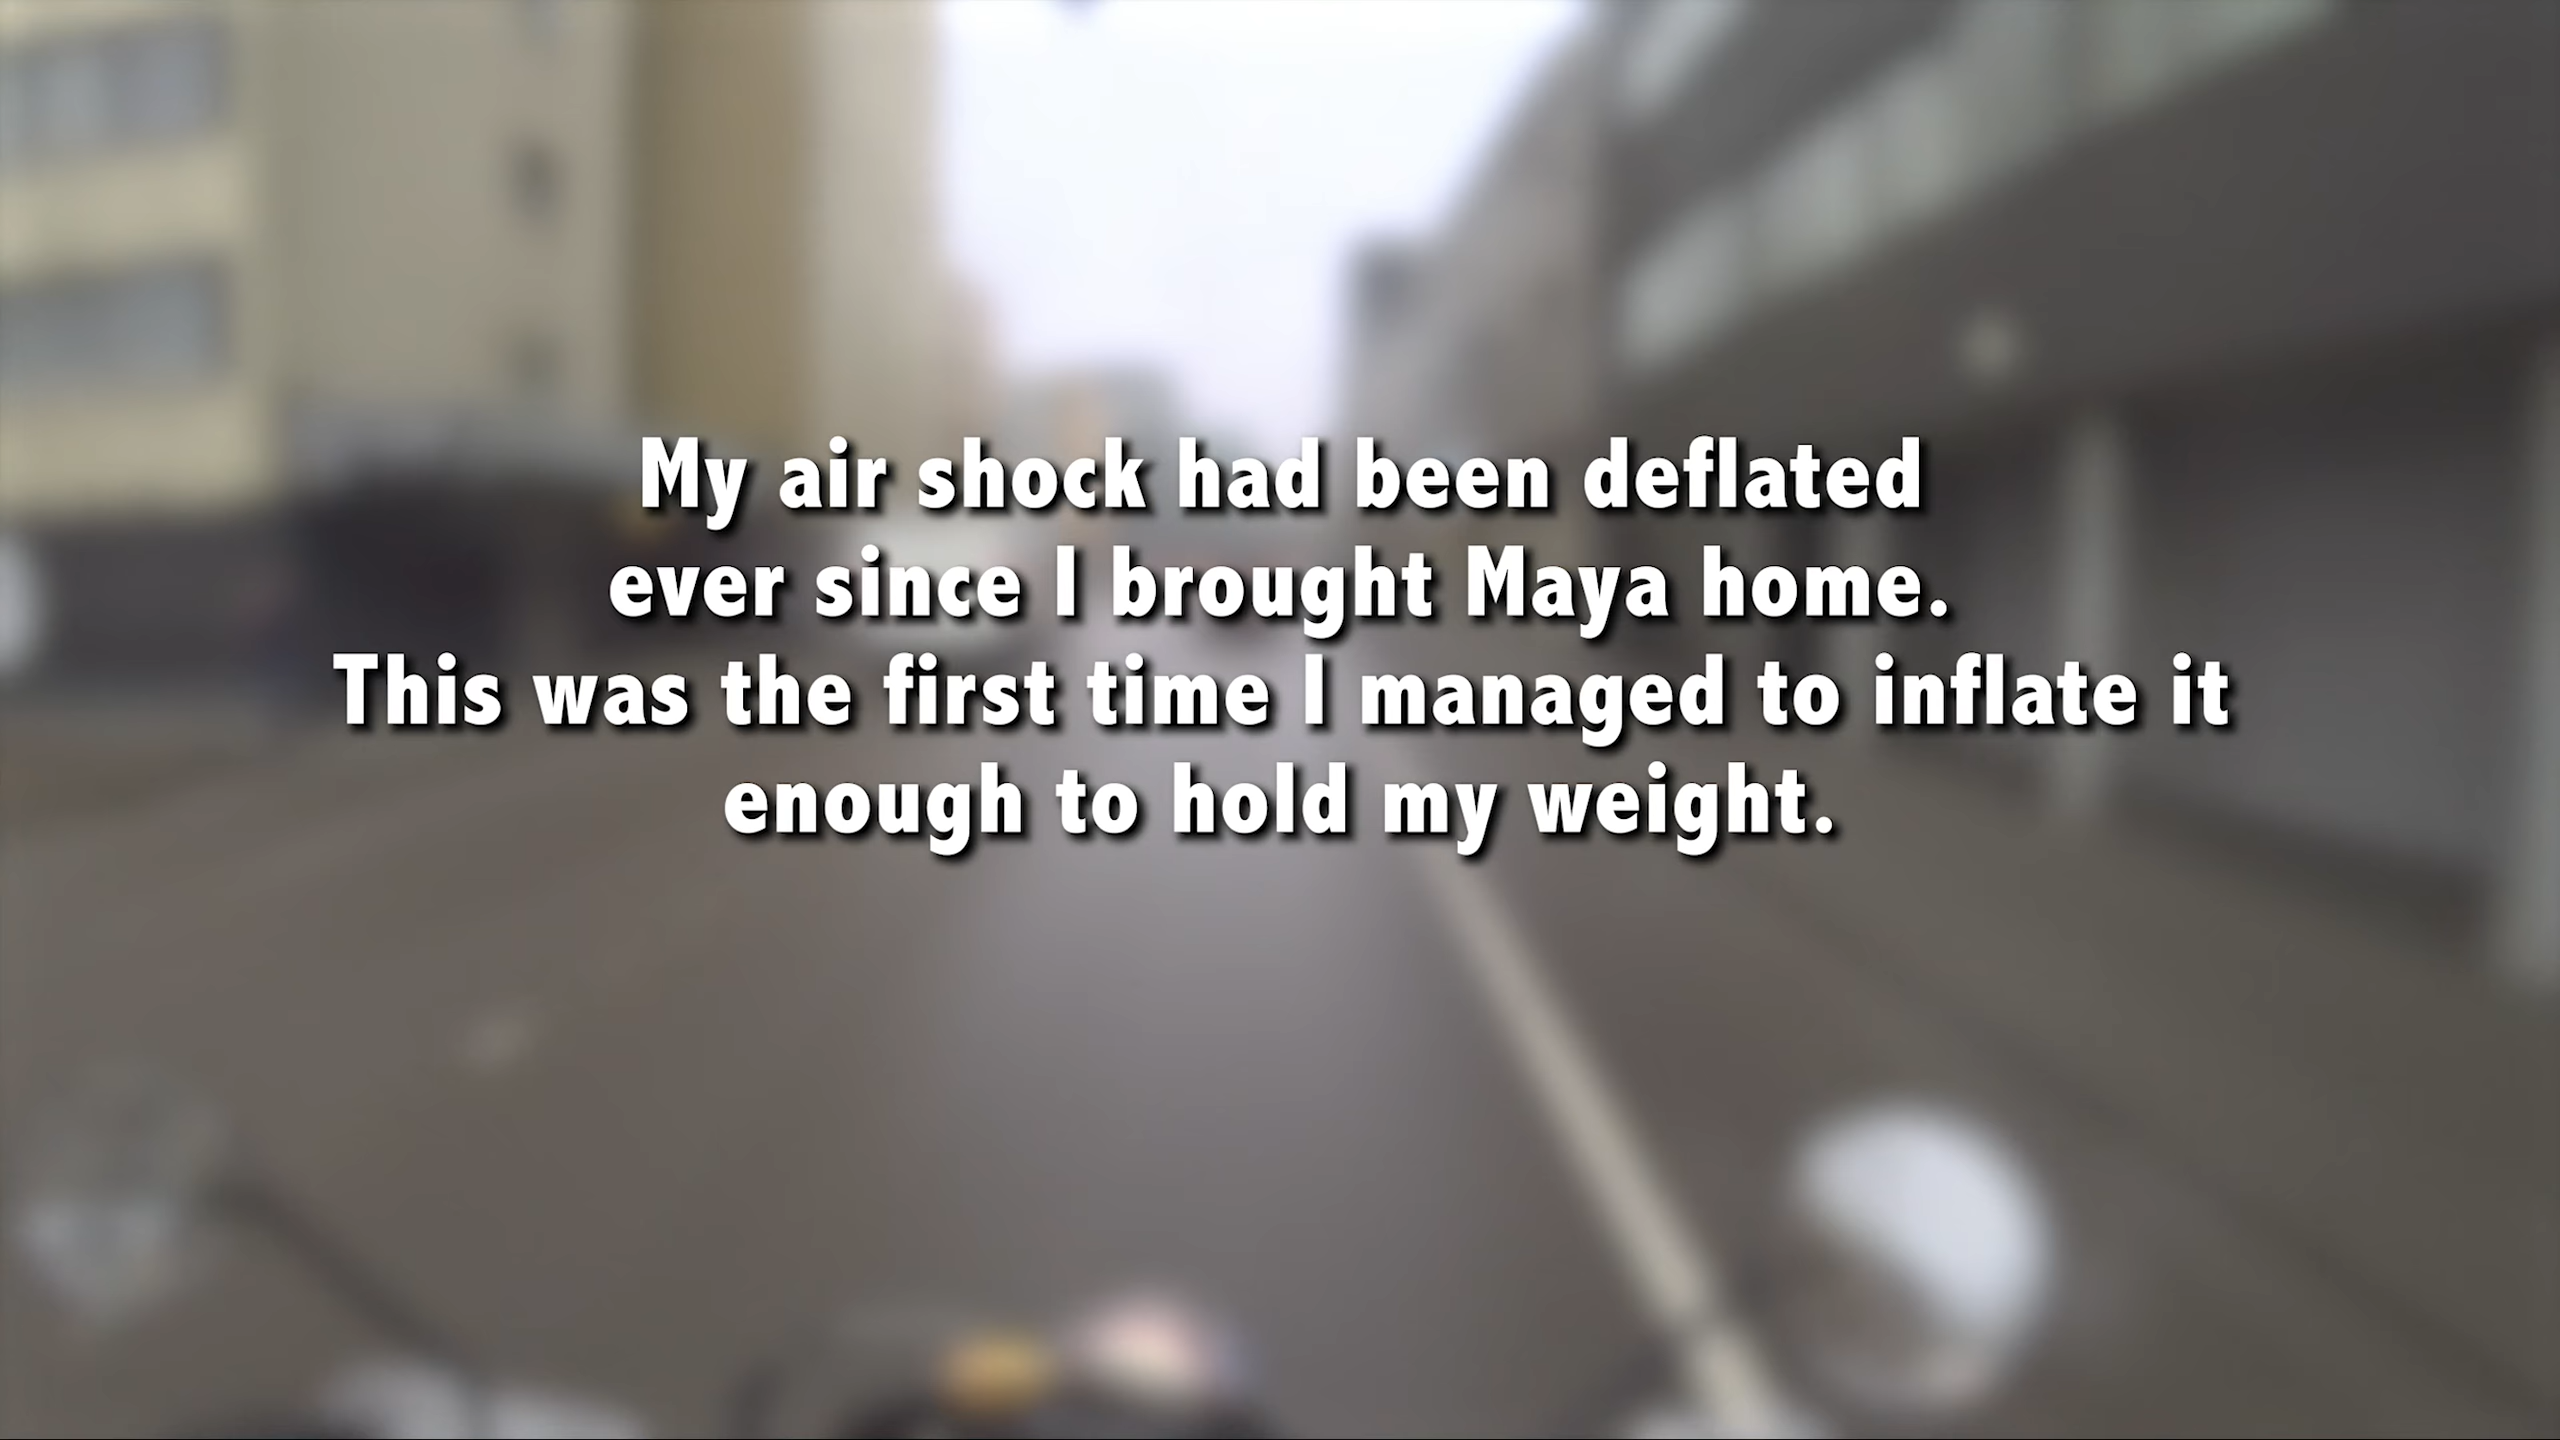 My air shock had been deflated
ever since I brought Maya home.
This was the first time I managed to inflate it
enough to hold my weight.